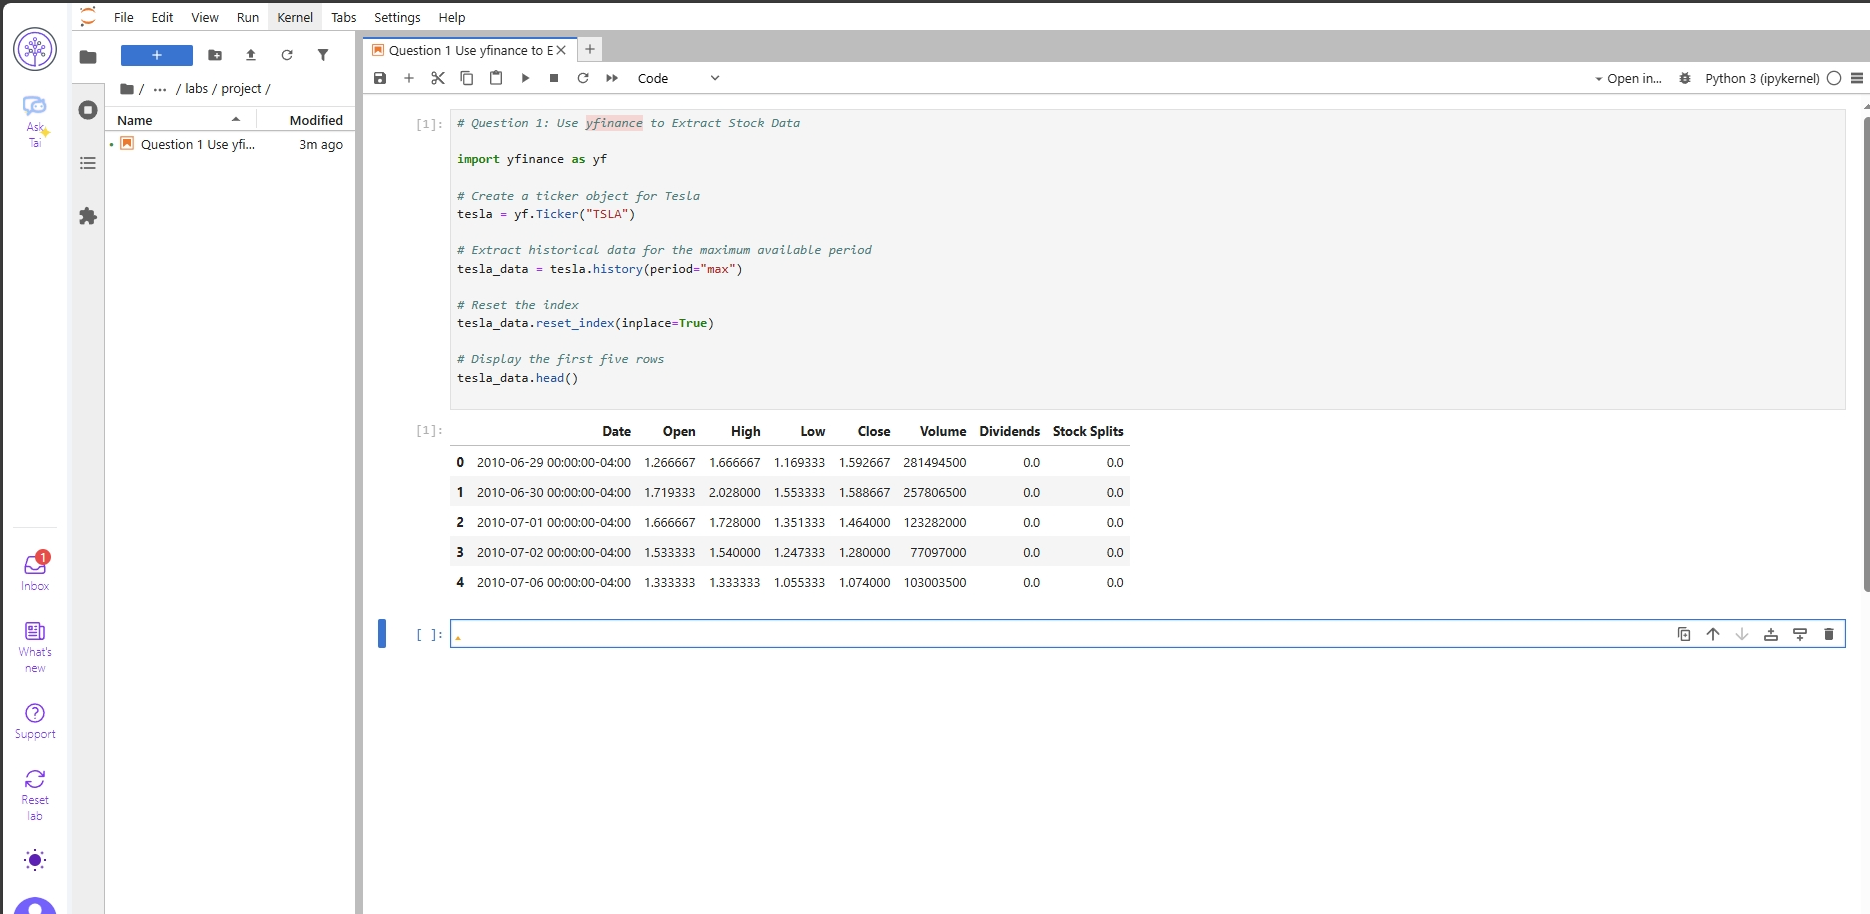 File Edit View Run Kernel Tabs Settings Help
Ask Tai
+
/ ... / labs / project /
Name Modified
Question 1 Use yfi... 3m ago
Question 1 Use yfinance to E
Code
Open in...
Python 3 (ipykernel)
[1]:
# Question 1: Use yfinance to Extract Stock Data
import yfinance as yf
# Create a ticker object for Tesla
tesla = yf.Ticker("TSLA")
# Extract historical data for the maximum available period
tesla_data = tesla.history(period="max")
# Reset the index
tesla_data.reset_index(inplace=True)
# Display the first five rows
tesla_data.head()
[1]:
Date Open High Low Close Volume Dividends Stock Splits
0 2010-06-29 00:00:00-04:00 1.266667 1.666667 1.169333 1.592667 281494500 0.0 0.0
1 2010-06-30 00:00:00-04:00 1.719333 2.028000 1.553333 1.588667 257806500 0.0 0.0
2 2010-07-01 00:00:00-04:00 1.666667 1.728000 1.351333 1.464000 123282000 0.0 0.0
3 2010-07-02 00:00:00-04:00 1.533333 1.540000 1.247333 1.280000 77097000 0.0 0.0
4 2010-07-06 00:00:00-04:00 1.333333 1.333333 1.055333 1.074000 103003500 0.0 0.0
[ ]:
1
Inbox
What's
new
Support
Reset
lab